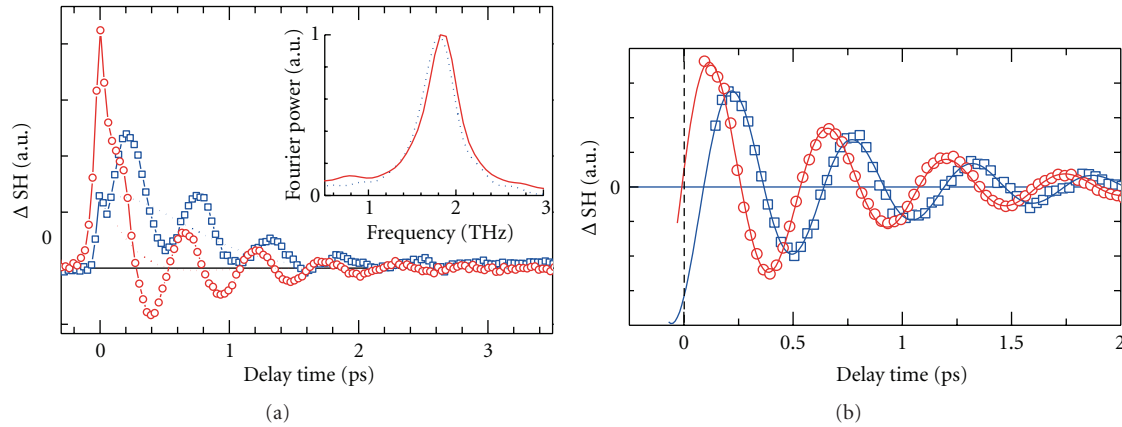 Δ SH (a.u.)
0
0
1
2
3
Delay time (ps)
Fourier power (a.u.)
1
0
1
2
3
Frequency (THz)
(a)
Δ SH (a.u.)
0
0
0.5
1
1.5
2
Delay time (ps)
(b)